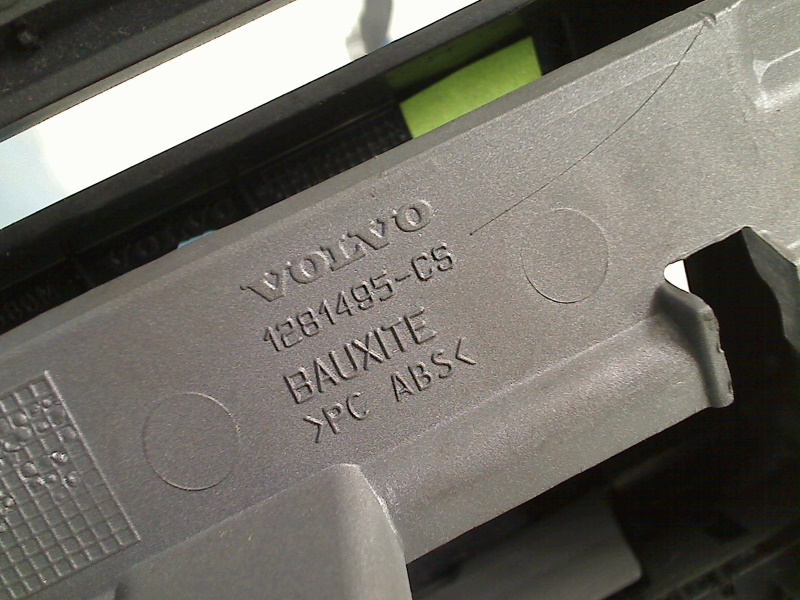 VOLVO
1281495-CS
BAUXITE
>PC ABS<